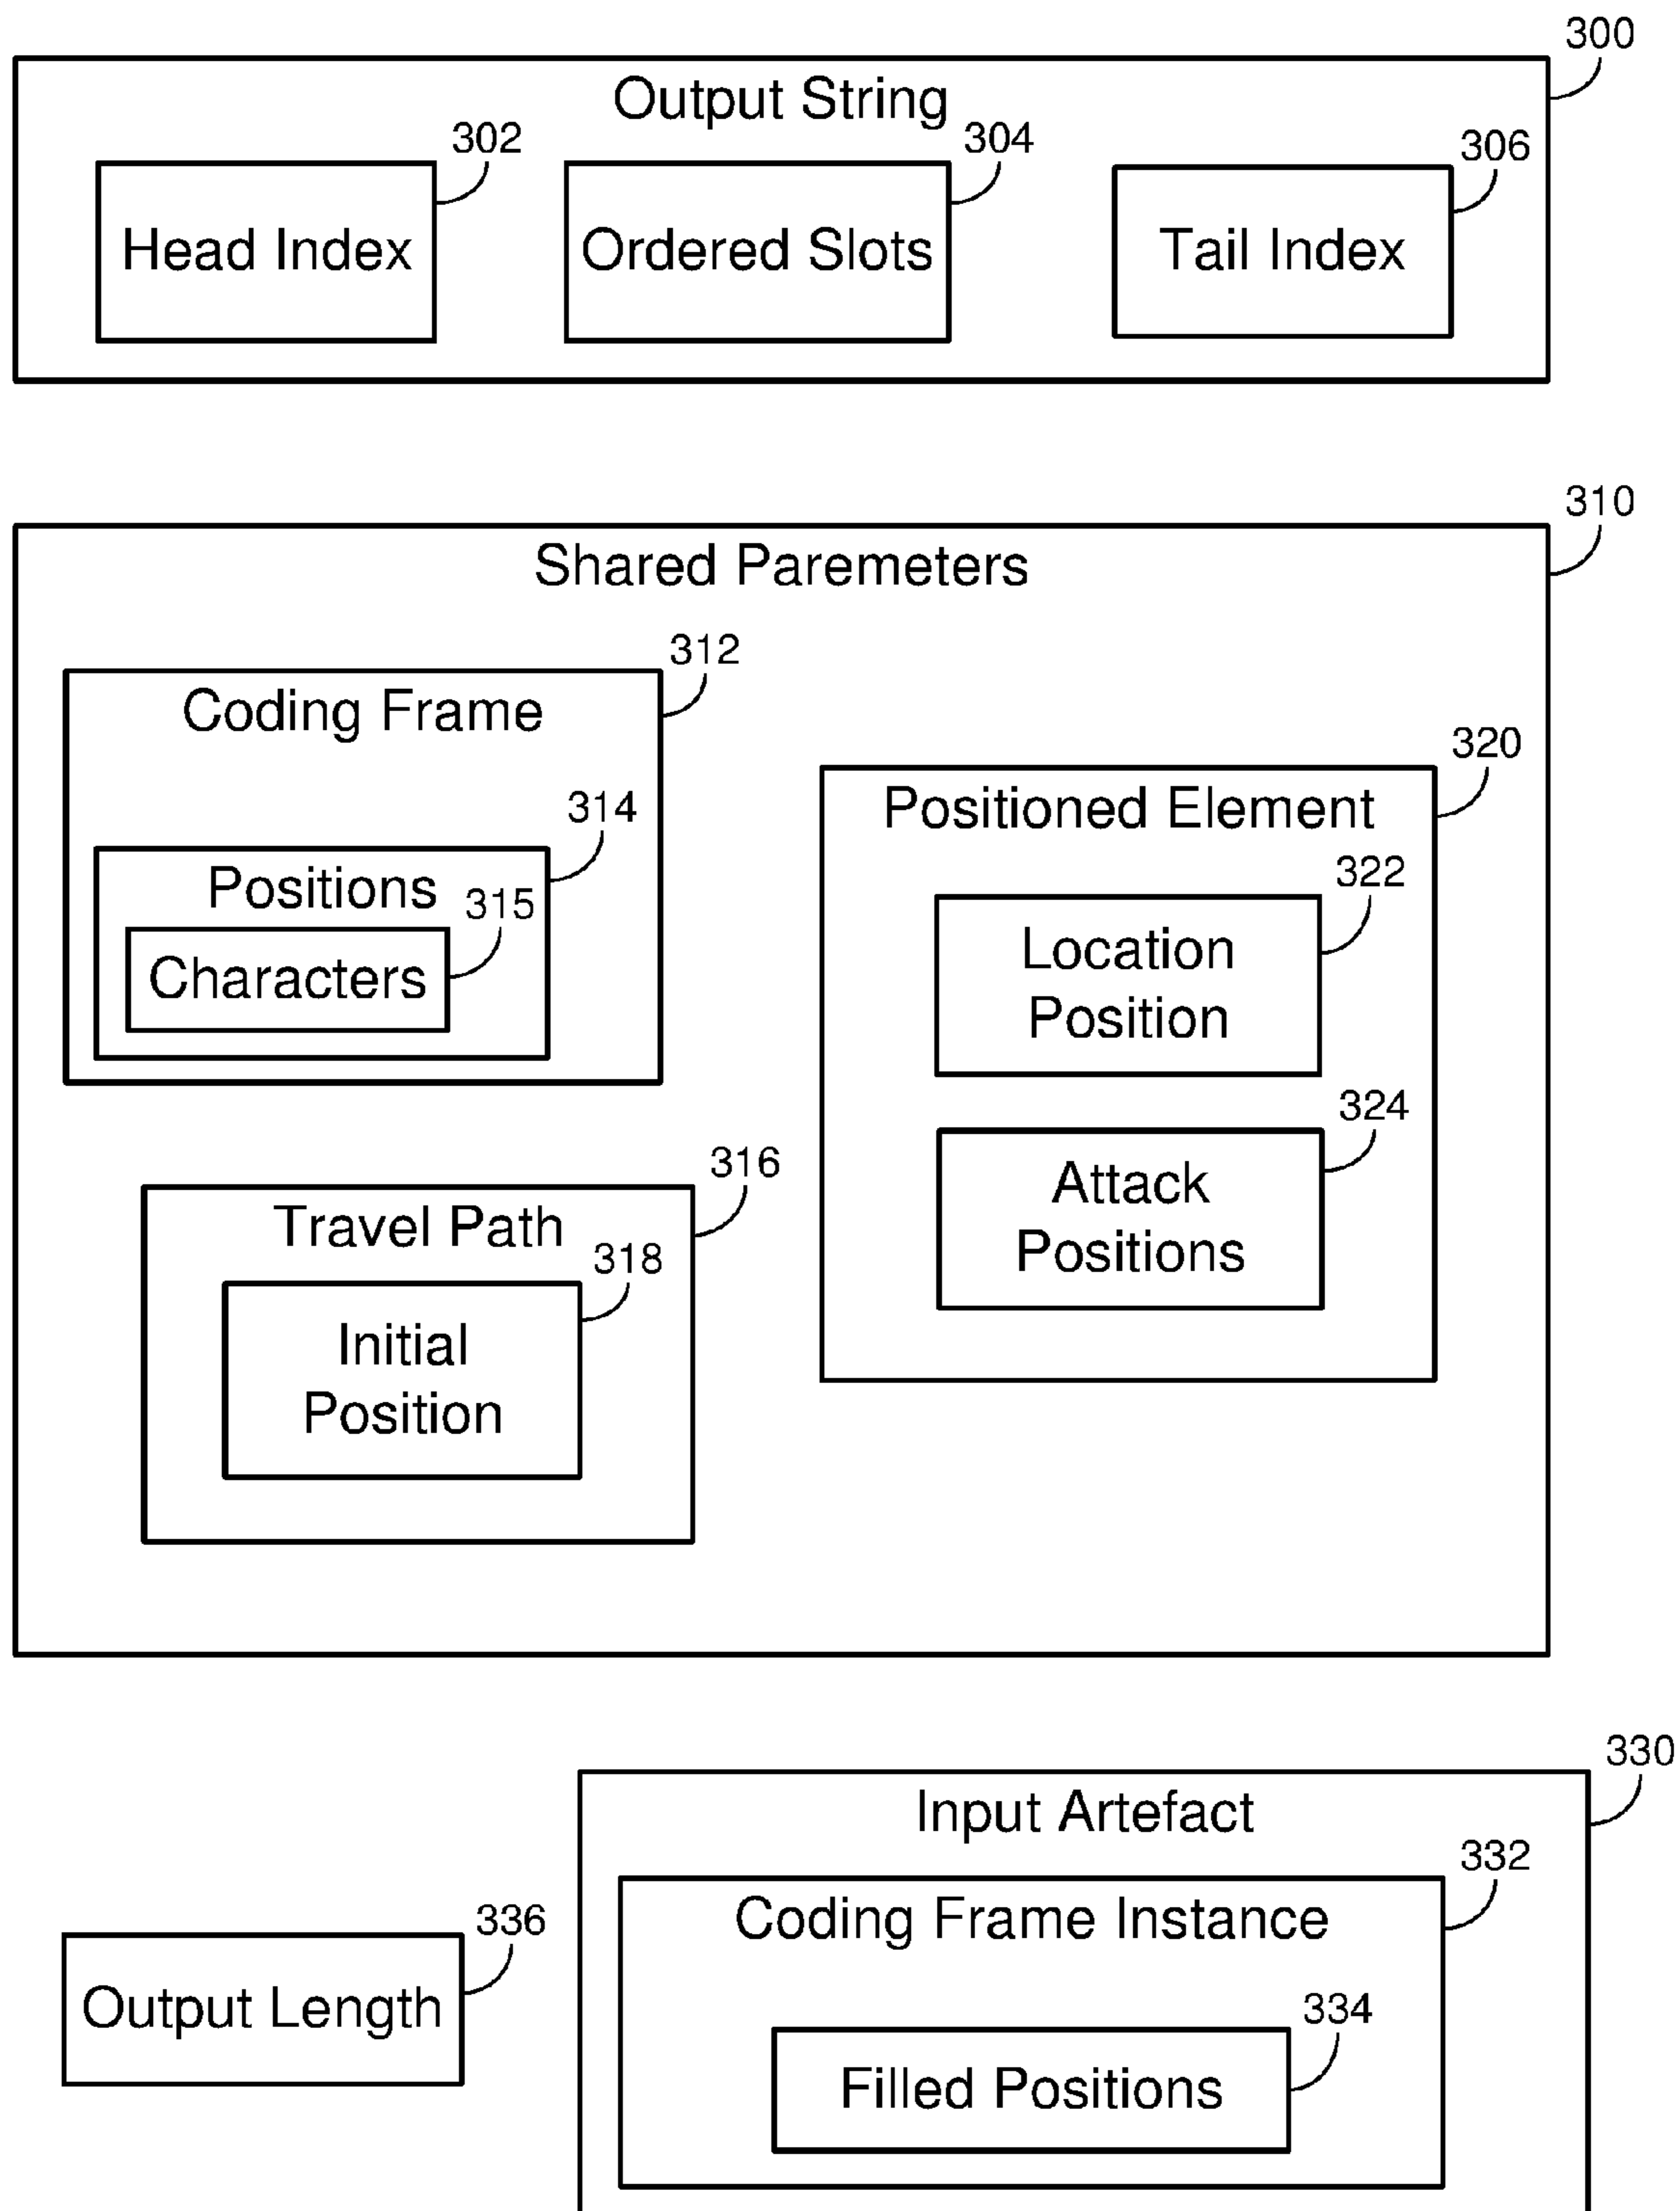 300
Output String
302
304
306
Head Index
Ordered Slots
Tail Index
310
Shared Paremeters
312
Coding Frame
320
Positioned Element
314
Positions
315
Characters
322
Location
Position
324
Attack
Positions
316
Travel Path
318
Initial
Position
330
Input Artefact
332
Coding Frame Instance
336
Output Length
334
Filled Positions